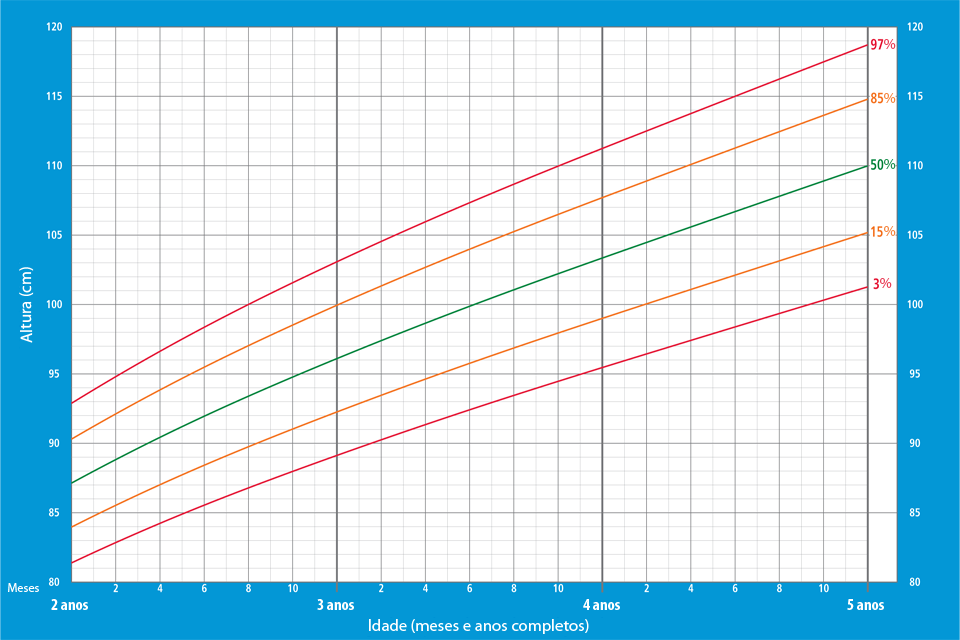 120 120
97%
115 115
85%
110 50% 110
105 15% 105
3%
100 100
Altura (cm)
95 95
90 90
85 85
80 80
Meses 2 4 6 8 10 2 4 6 8 10 2 4 6 8 10
2 anos 3 anos 4 anos 5 anos
Idade (meses e anos completos)